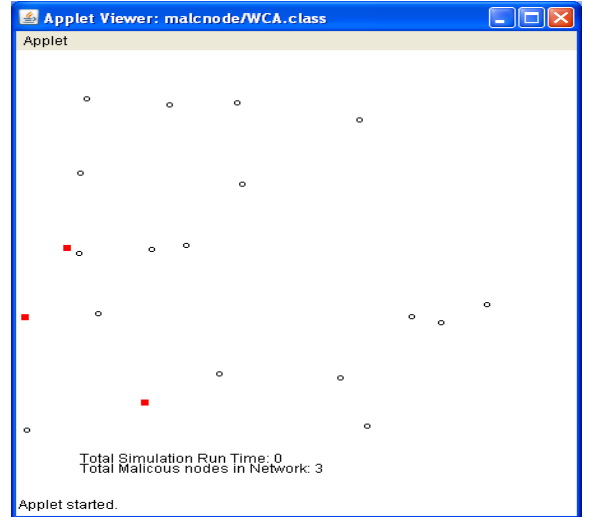 Applet Viewer: malcnode/WCA.class
Applet
Total Simulation Run Time: 0
Total Malicous nodes in Network: 3
Applet started.